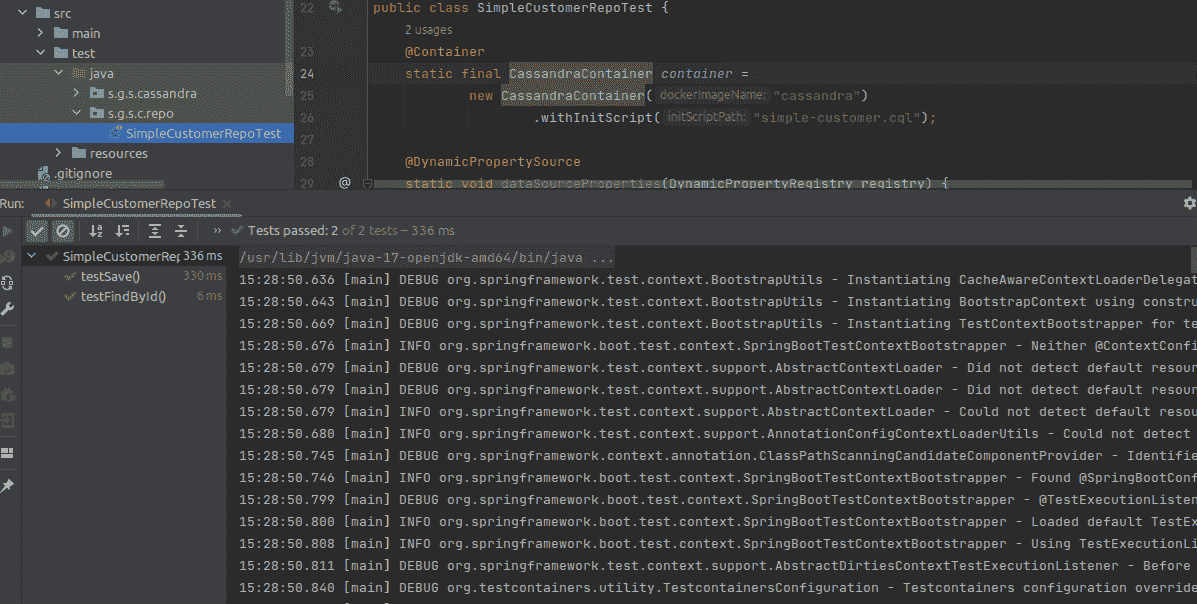 src
main
test
java
s.g.s.cassandra
s.g.s.c.repo
SimpleCustomerRepoTest
resources
.gitignore
22 public class SimpleCustomerRepoTest {
2 usages
23 @Container
24 static final CassandraContainer container =
25 new CassandraContainer( dockerImageName: "cassandra")
26 .withInitScript( initScriptPath: "simple-customer.cql");
27
28 @DynamicPropertySource
29 @ static void dataSourceProperties(DynamicPropertyRegistry registry) {
Run: SimpleCustomerRepoTest
Tests passed: 2 of 2 tests – 336 ms
SimpleCustomerRep 336 ms
testSave() 330 ms
testFindById() 6 ms
/usr/lib/jvm/java-17-openjdk-amd64/bin/java ...
15:28:50.636 [main] DEBUG org.springframework.test.context.BootstrapUtils - Instantiating CacheAwareContextLoaderDelegat
15:28:50.643 [main] DEBUG org.springframework.test.context.BootstrapUtils - Instantiating BootstrapContext using constru
15:28:50.669 [main] DEBUG org.springframework.test.context.BootstrapUtils - Instantiating TestContextBootstrapper for te
15:28:50.676 [main] INFO org.springframework.boot.test.context.SpringBootTestContextBootstrapper - Neither @ContextConfi
15:28:50.679 [main] DEBUG org.springframework.test.context.support.AbstractContextLoader - Did not detect default resour
15:28:50.679 [main] DEBUG org.springframework.test.context.support.AbstractContextLoader - Did not detect default resour
15:28:50.679 [main] INFO org.springframework.test.context.support.AbstractContextLoader - Could not detect default resou
15:28:50.680 [main] INFO org.springframework.test.context.support.AnnotationConfigContextLoaderUtils - Could not detect
15:28:50.745 [main] DEBUG org.springframework.context.annotation.ClassPathScanningCandidateComponentProvider - Identifie
15:28:50.746 [main] INFO org.springframework.boot.test.context.SpringBootTestContextBootstrapper - Found @SpringBootConf
15:28:50.799 [main] DEBUG org.springframework.boot.test.context.SpringBootTestContextBootstrapper - @TestExecutionListen
15:28:50.800 [main] INFO org.springframework.boot.test.context.SpringBootTestContextBootstrapper - Loaded default TestEx
15:28:50.808 [main] INFO org.springframework.boot.test.context.SpringBootTestContextBootstrapper - Using TestExecutionLi
15:28:50.811 [main] DEBUG org.springframework.test.context.support.AbstractDirtiesContextTestExecutionListener - Before
15:28:50.840 [main] DEBUG org.testcontainers.utility.TestcontainersConfiguration - Testcontainers configuration override